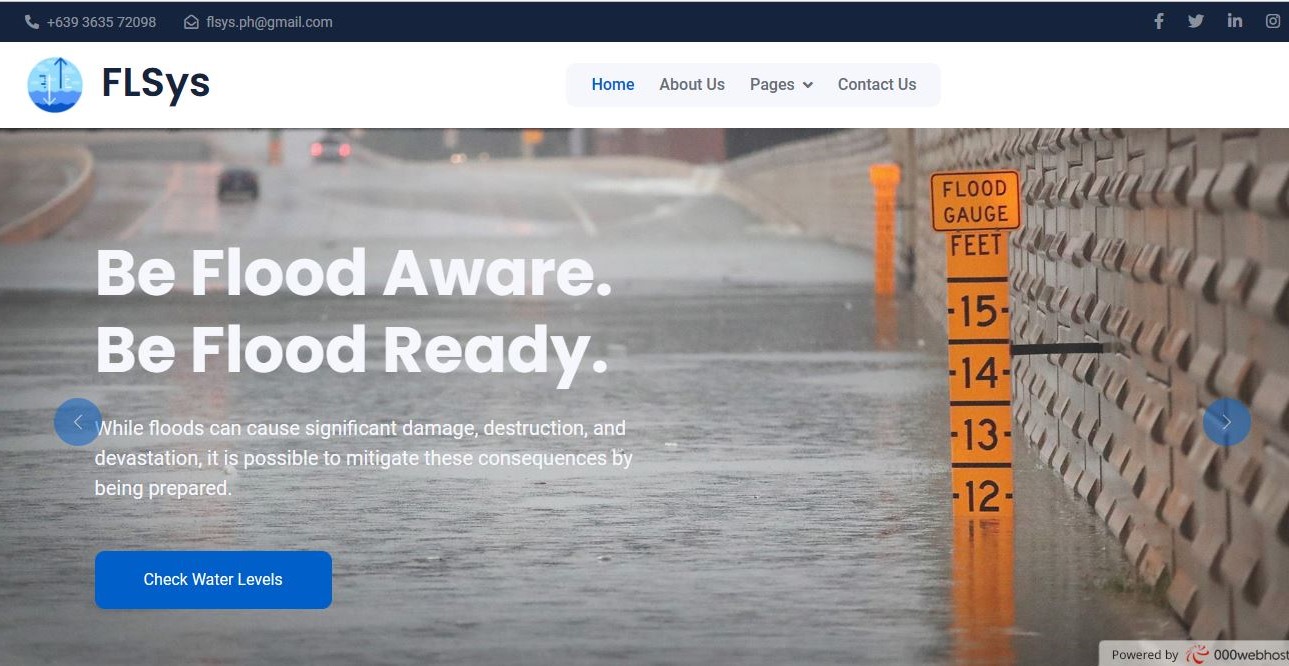 +639 3635 72098 flsys.ph@gmail.com
FLSys
Home About Us Pages Contact Us
FLOOD
GAUGE
FEET
15
14
13
12
Be Flood Aware.
Be Flood Ready.
While floods can cause significant damage, destruction, and
devastation, it is possible to mitigate these consequences by
being prepared.
Check Water Levels
Powered by 000webhost